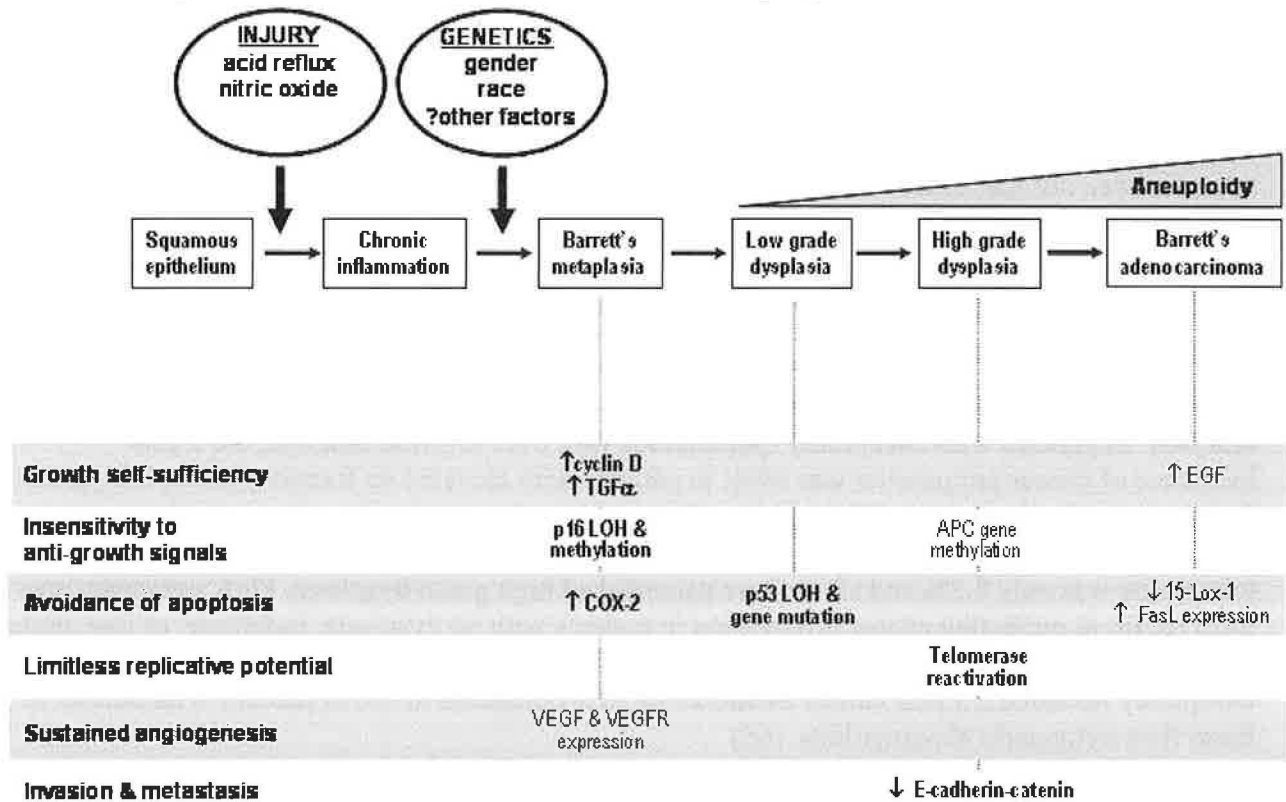 INJURY
acid reflux
nitric oxide
GENETICS
gender
race
?other factors
Aneuploidy
Squamous
epithelium
Chronic
inflammation
Barrett's
metaplasia
Low grade
dysplasia
High grade
dysplasia
Barrett's
adenocarcinoma
Growth self-sufficiency
↑cyclin D
↑ TGFα
↑ EGF
Insensitivity to
anti-growth signals
p16 LOH &
methylation
APC gene
methylation
Avoidance of apoptosis
↑ COX-2
p53 LOH &
gene mutation
↓ 15-Lox-1
↑ FasL expression
Limitless replicative potential
Telomerase
reactivation
Sustained angiogenesis
VEGF & VEGFR
expression
Invasion & metastasis
↓ E-cadherin-catenin